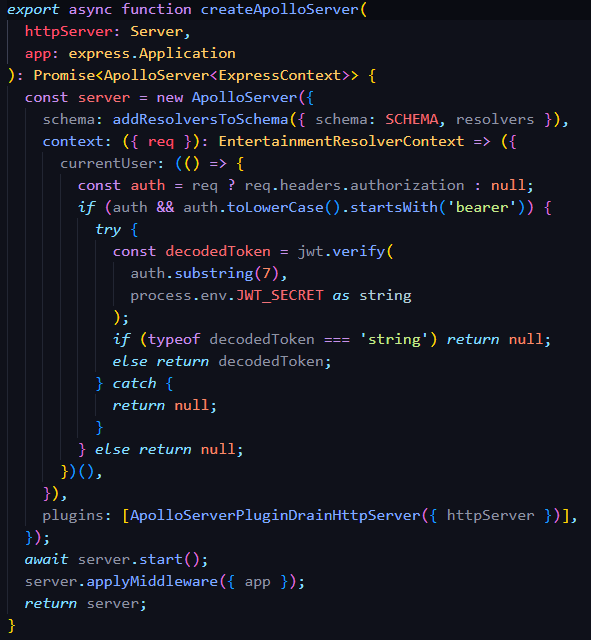 export async function createApolloServer(
  httpServer: Server,
  app: express.Application
): Promise<ApolloServer<ExpressContext>> {
  const server = new ApolloServer({
    schema: addResolversToSchema({ schema: SCHEMA, resolvers }),
    context: ({ req }): EntertainmentResolverContext => ({
      currentUser: (() => {
        const auth = req ? req.headers.authorization : null;
        if (auth && auth.toLowerCase().startsWith('bearer')) {
          try {
            const decodedToken = jwt.verify(
              auth.substring(7),
              process.env.JWT_SECRET as string
            );
            if (typeof decodedToken === 'string') return null;
            else return decodedToken;
          } catch {
            return null;
          }
        } else return null;
      })(),
    }),
    plugins: [ApolloServerPluginDrainHttpServer({ httpServer })],
  });
  await server.start();
  server.applyMiddleware({ app });
  return server;
}